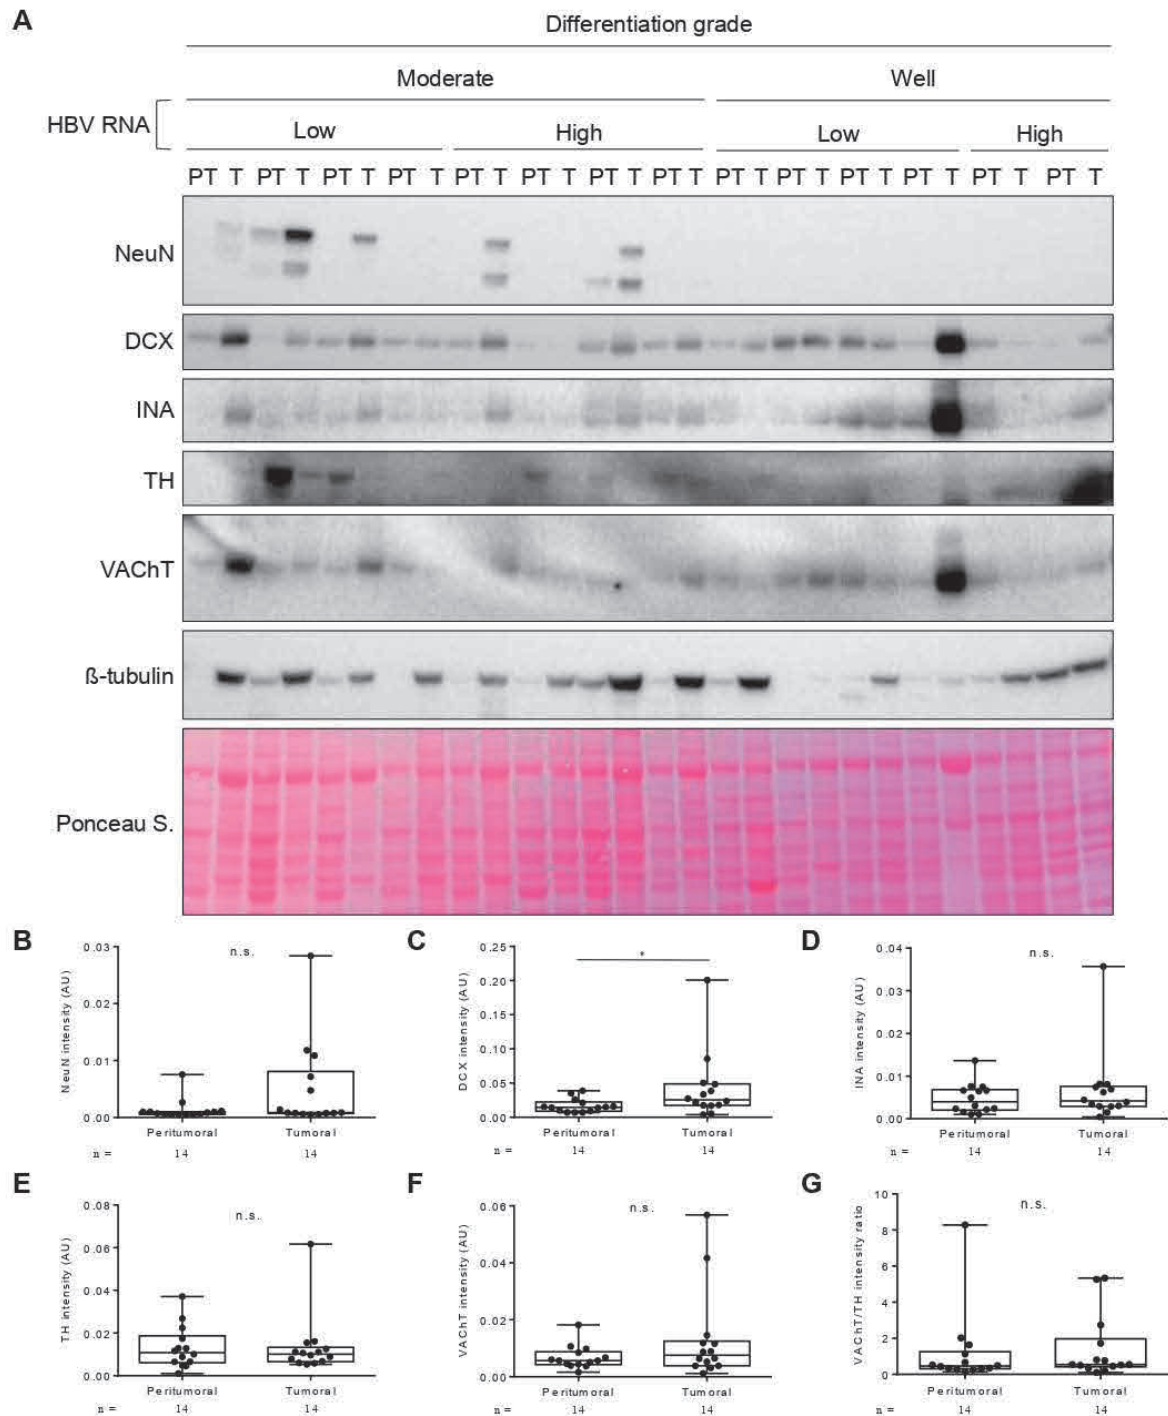 A
Differentiation grade
Moderate Well
HBV RNA
Low High Low High
PT T PT T PT T PT T PT T PT T PT T PT T PT T PT T PT T PT T PT T PT T
NeuN
DCX
INA
TH
VAChT
ß-tubulin
Ponceau S.
B
n.s.
NeuN intensity (AU)
0.03
0.02
0.01
0.00
Peritumoral Tumoral
n = 14 14
C
*
DCX intensity (AU)
0.25
0.20
0.15
0.10
0.05
0.00
Peritumoral Tumoral
n = 14 14
D
n.s.
INA intensity (AU)
0.04
0.03
0.02
0.01
0.00
Peritumoral Tumoral
n = 14 14
E
n.s.
TH intensity (AU)
0.08
0.06
0.04
0.02
0.00
Peritumoral Tumoral
n = 14 14
F
n.s.
VAChT intensity (AU)
0.06
0.04
0.02
0.00
Peritumoral Tumoral
n = 14 14
G
n.s.
VAChT/TH intensity ratio
10
8
6
4
2
0
Peritumoral Tumoral
n = 14 14